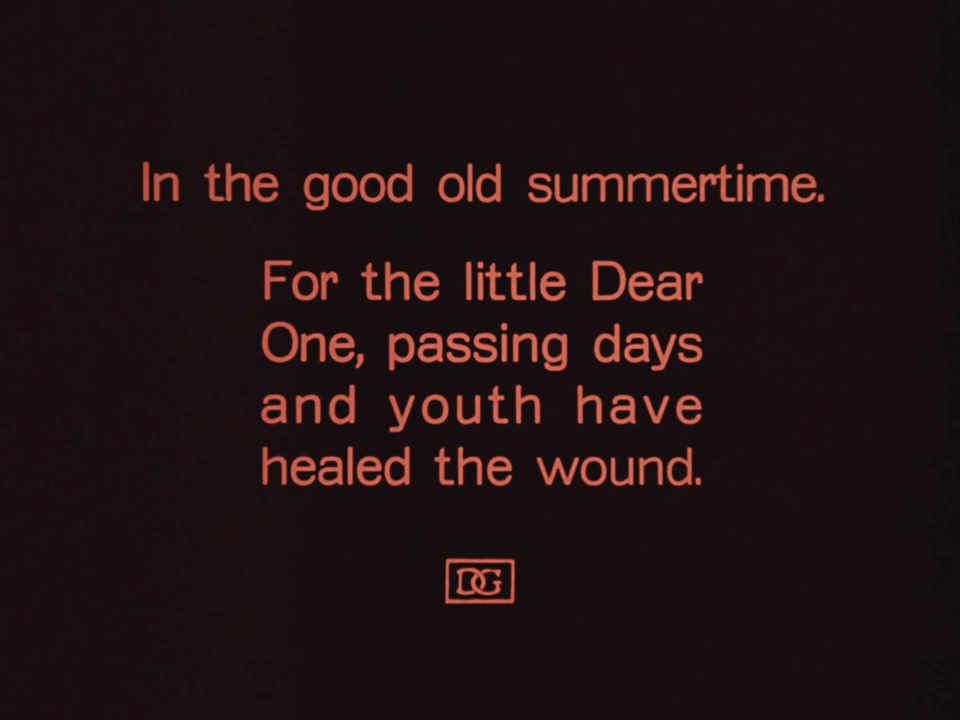 In the good old summertime.
For the little Dear
One, passing days
and youth have
healed the wound.
DG